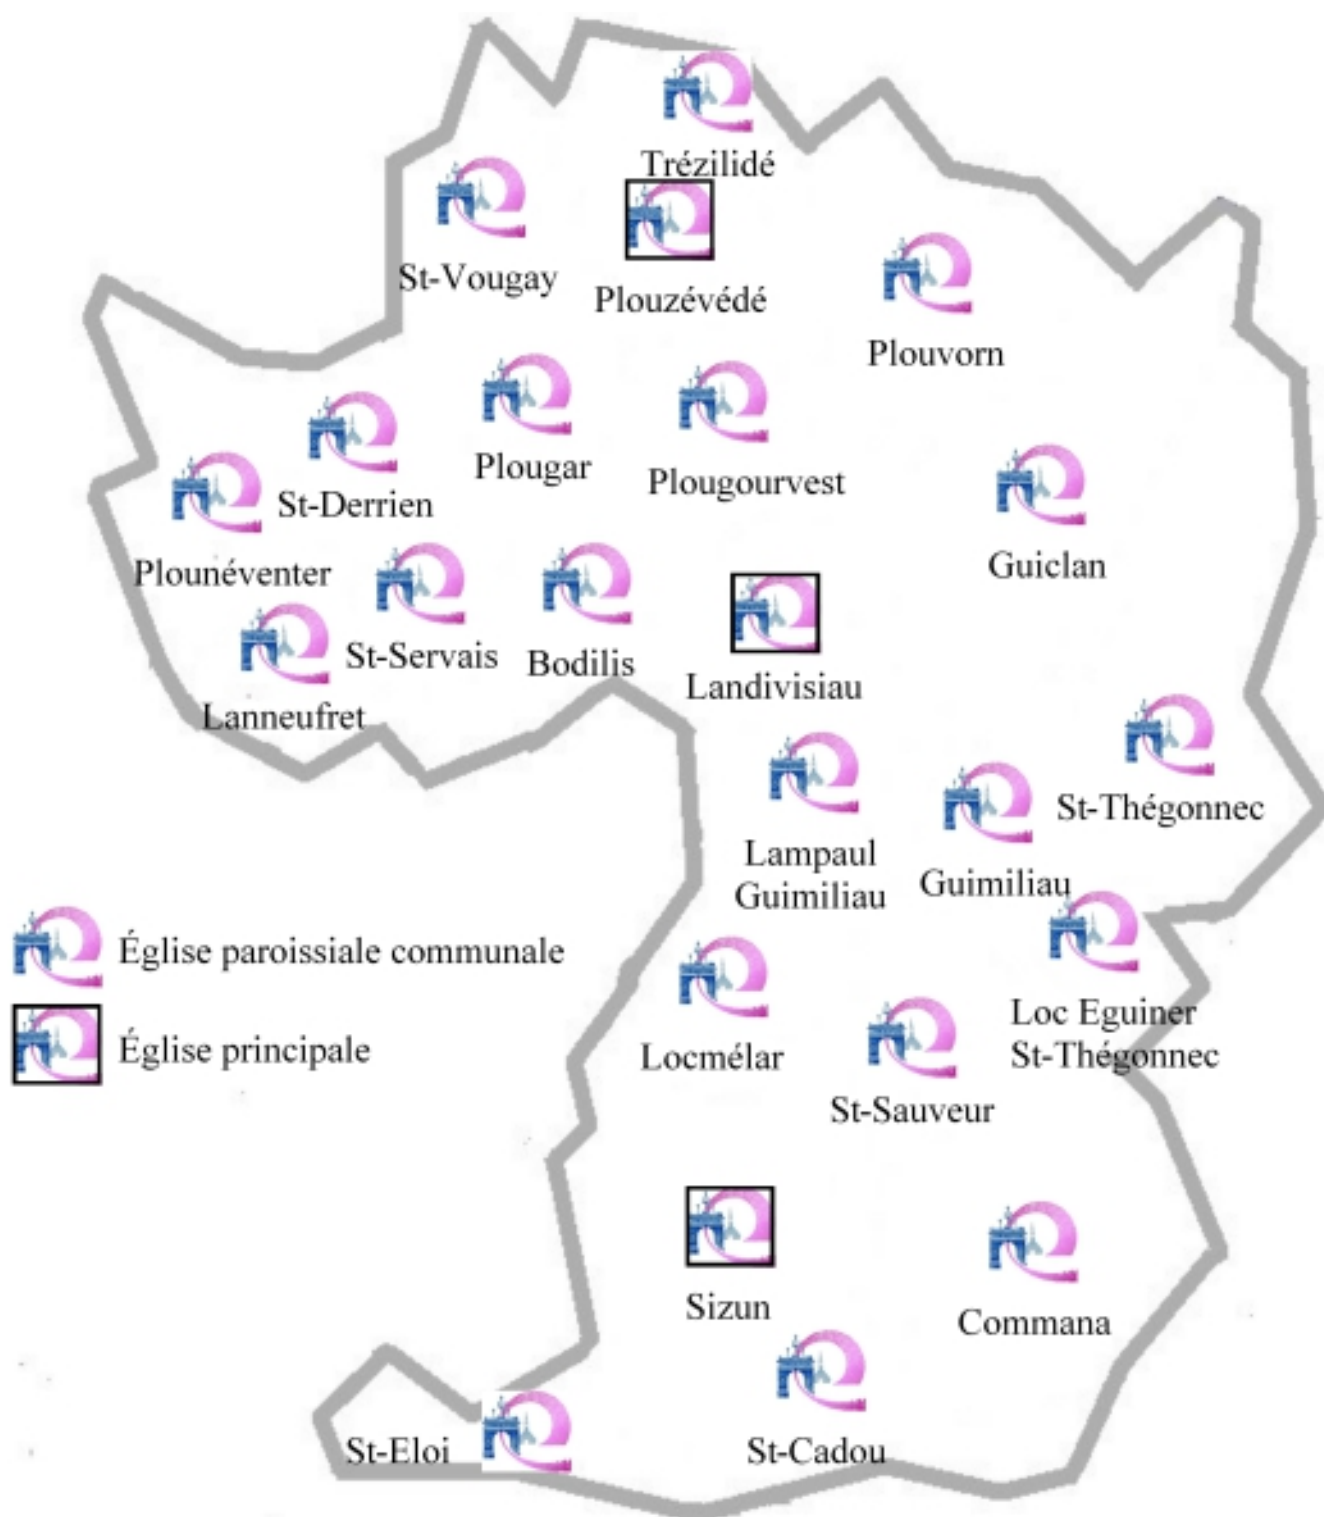 Trézilidé
St-Vougay
Plouzévédé
Plouvorn
Plougar
Plougourvest
St-Derrien
Guiclan
Plounéventer
St-Servais
Bodilis
Landivisiau
Lanneufret
St-Thégonnec
Lampaul
Guimiliau
Guimiliau
Église paroissiale communale
Loc Eguiner
St-Thégonnec
Église principale
Locmélar
St-Sauveur
Sizun
Commana
St-Eloi
St-Cadou